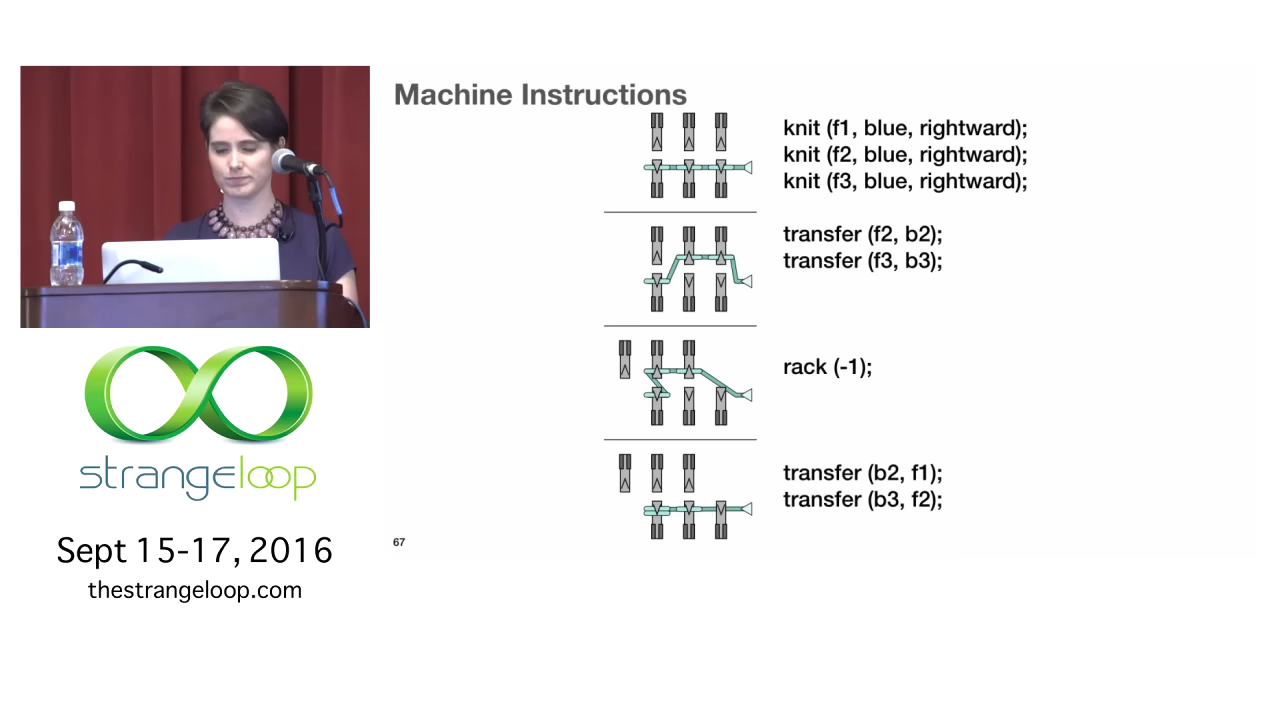 Machine Instructions
knit (f1, blue, rightward);
knit (f2, blue, rightward);
knit (f3, blue, rightward);
transfer (f2, b2);
transfer (f3, b3);
rack (-1);
transfer (b2, f1);
transfer (b3, f2);
67
strangeloop
Sept 15-17, 2016
thestrangeloop.com